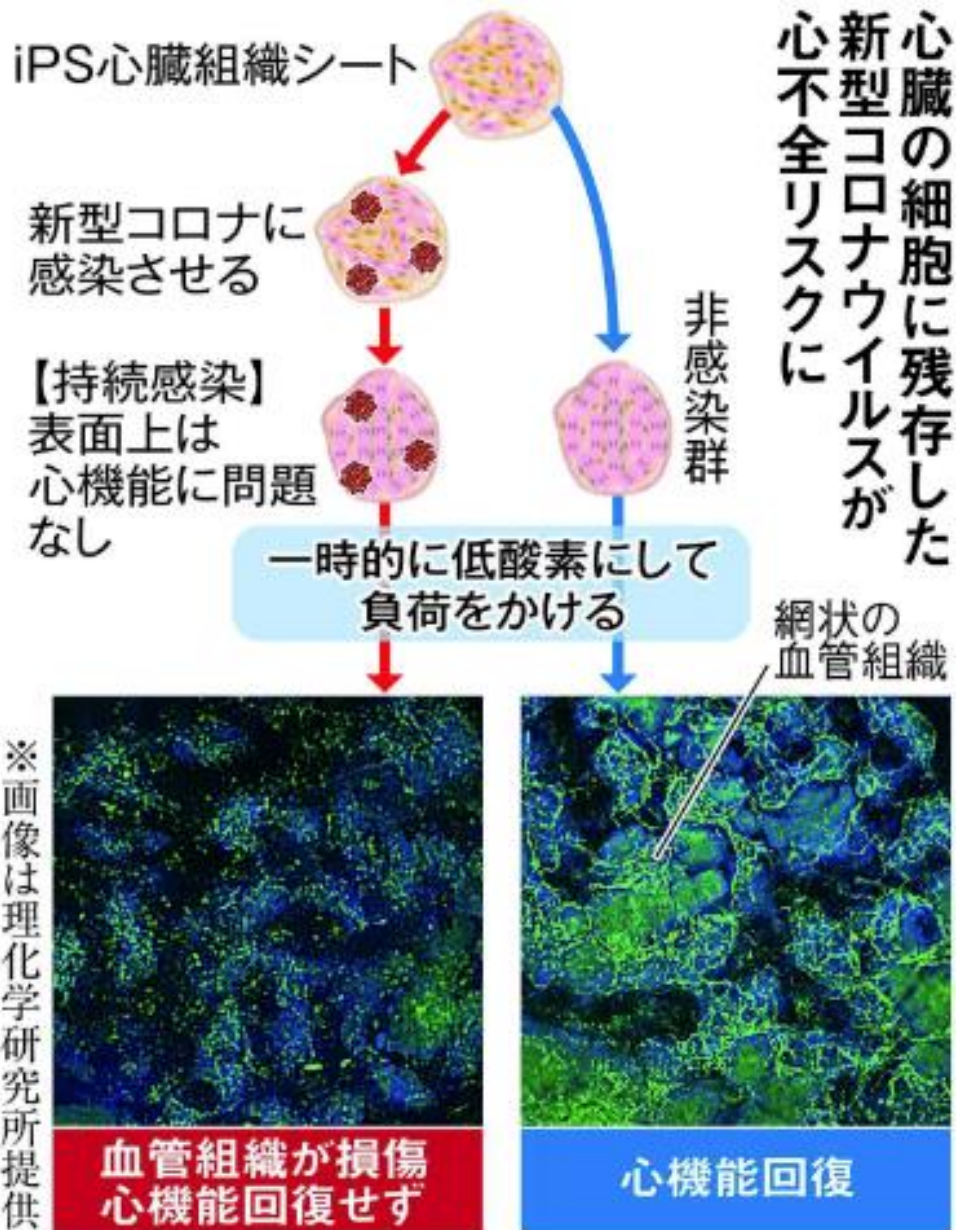 心臓の細胞に残存した
新型コロナウイルスが
心不全リスクに
iPS心臓組織シート
新型コロナに
感染させる
【持続感染】
表面上は
心機能に問題
なし
非感染群
一時的に低酸素にして
負荷をかける
網状の
血管組織
血管組織が損傷
心機能回復せず
心機能回復
※画像は理化学研究所提供